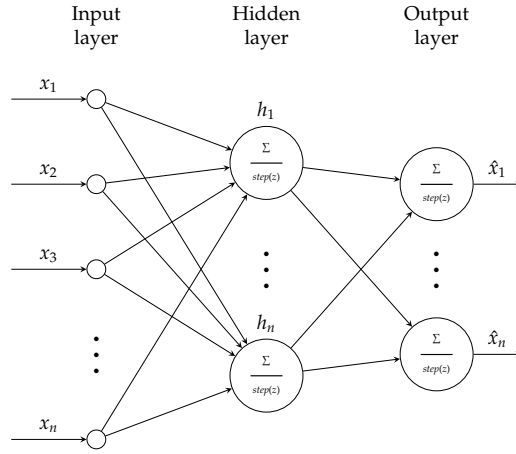 Input layer
Hidden layer
Output layer
x₁
x₂
x₃
xₙ
h₁
Σ
step(z)
hₙ
Σ
step(z)
Σ
step(z)
x̂₁
Σ
step(z)
x̂ₙ